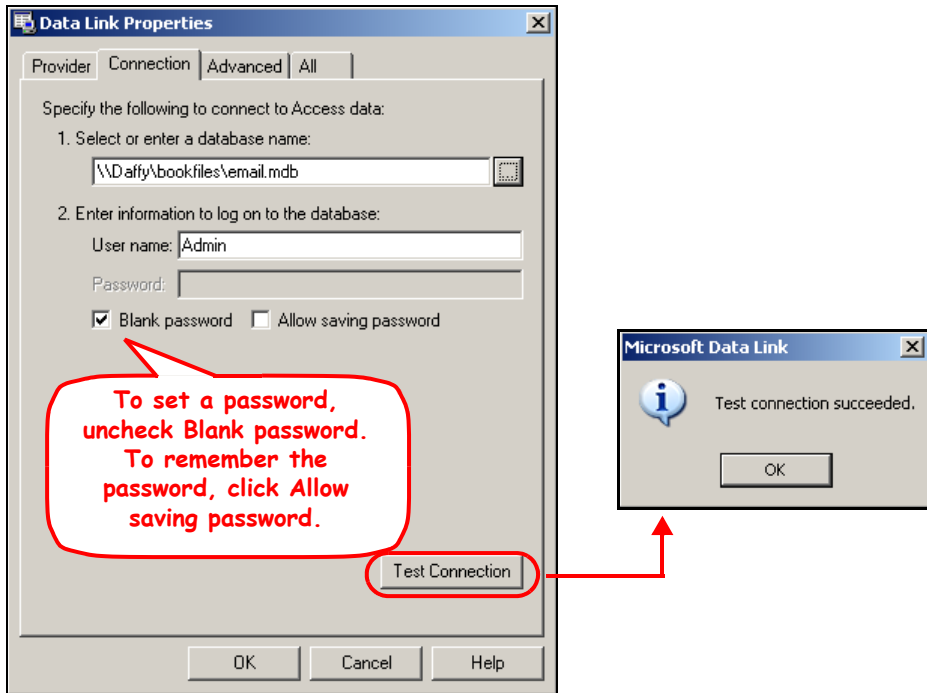 Data Link Properties
Provider Connection Advanced All
Specify the following to connect to Access data:
1. Select or enter a database name:
\\Daffy\bookfiles\email.mdb
2. Enter information to log on to the database:
User name: Admin
Password:
Blank password Allow saving password
To set a password,
uncheck Blank password.
To remember the
password, click Allow
saving password.
Test Connection
OK Cancel Help
Microsoft Data Link
Test connection succeeded.
OK